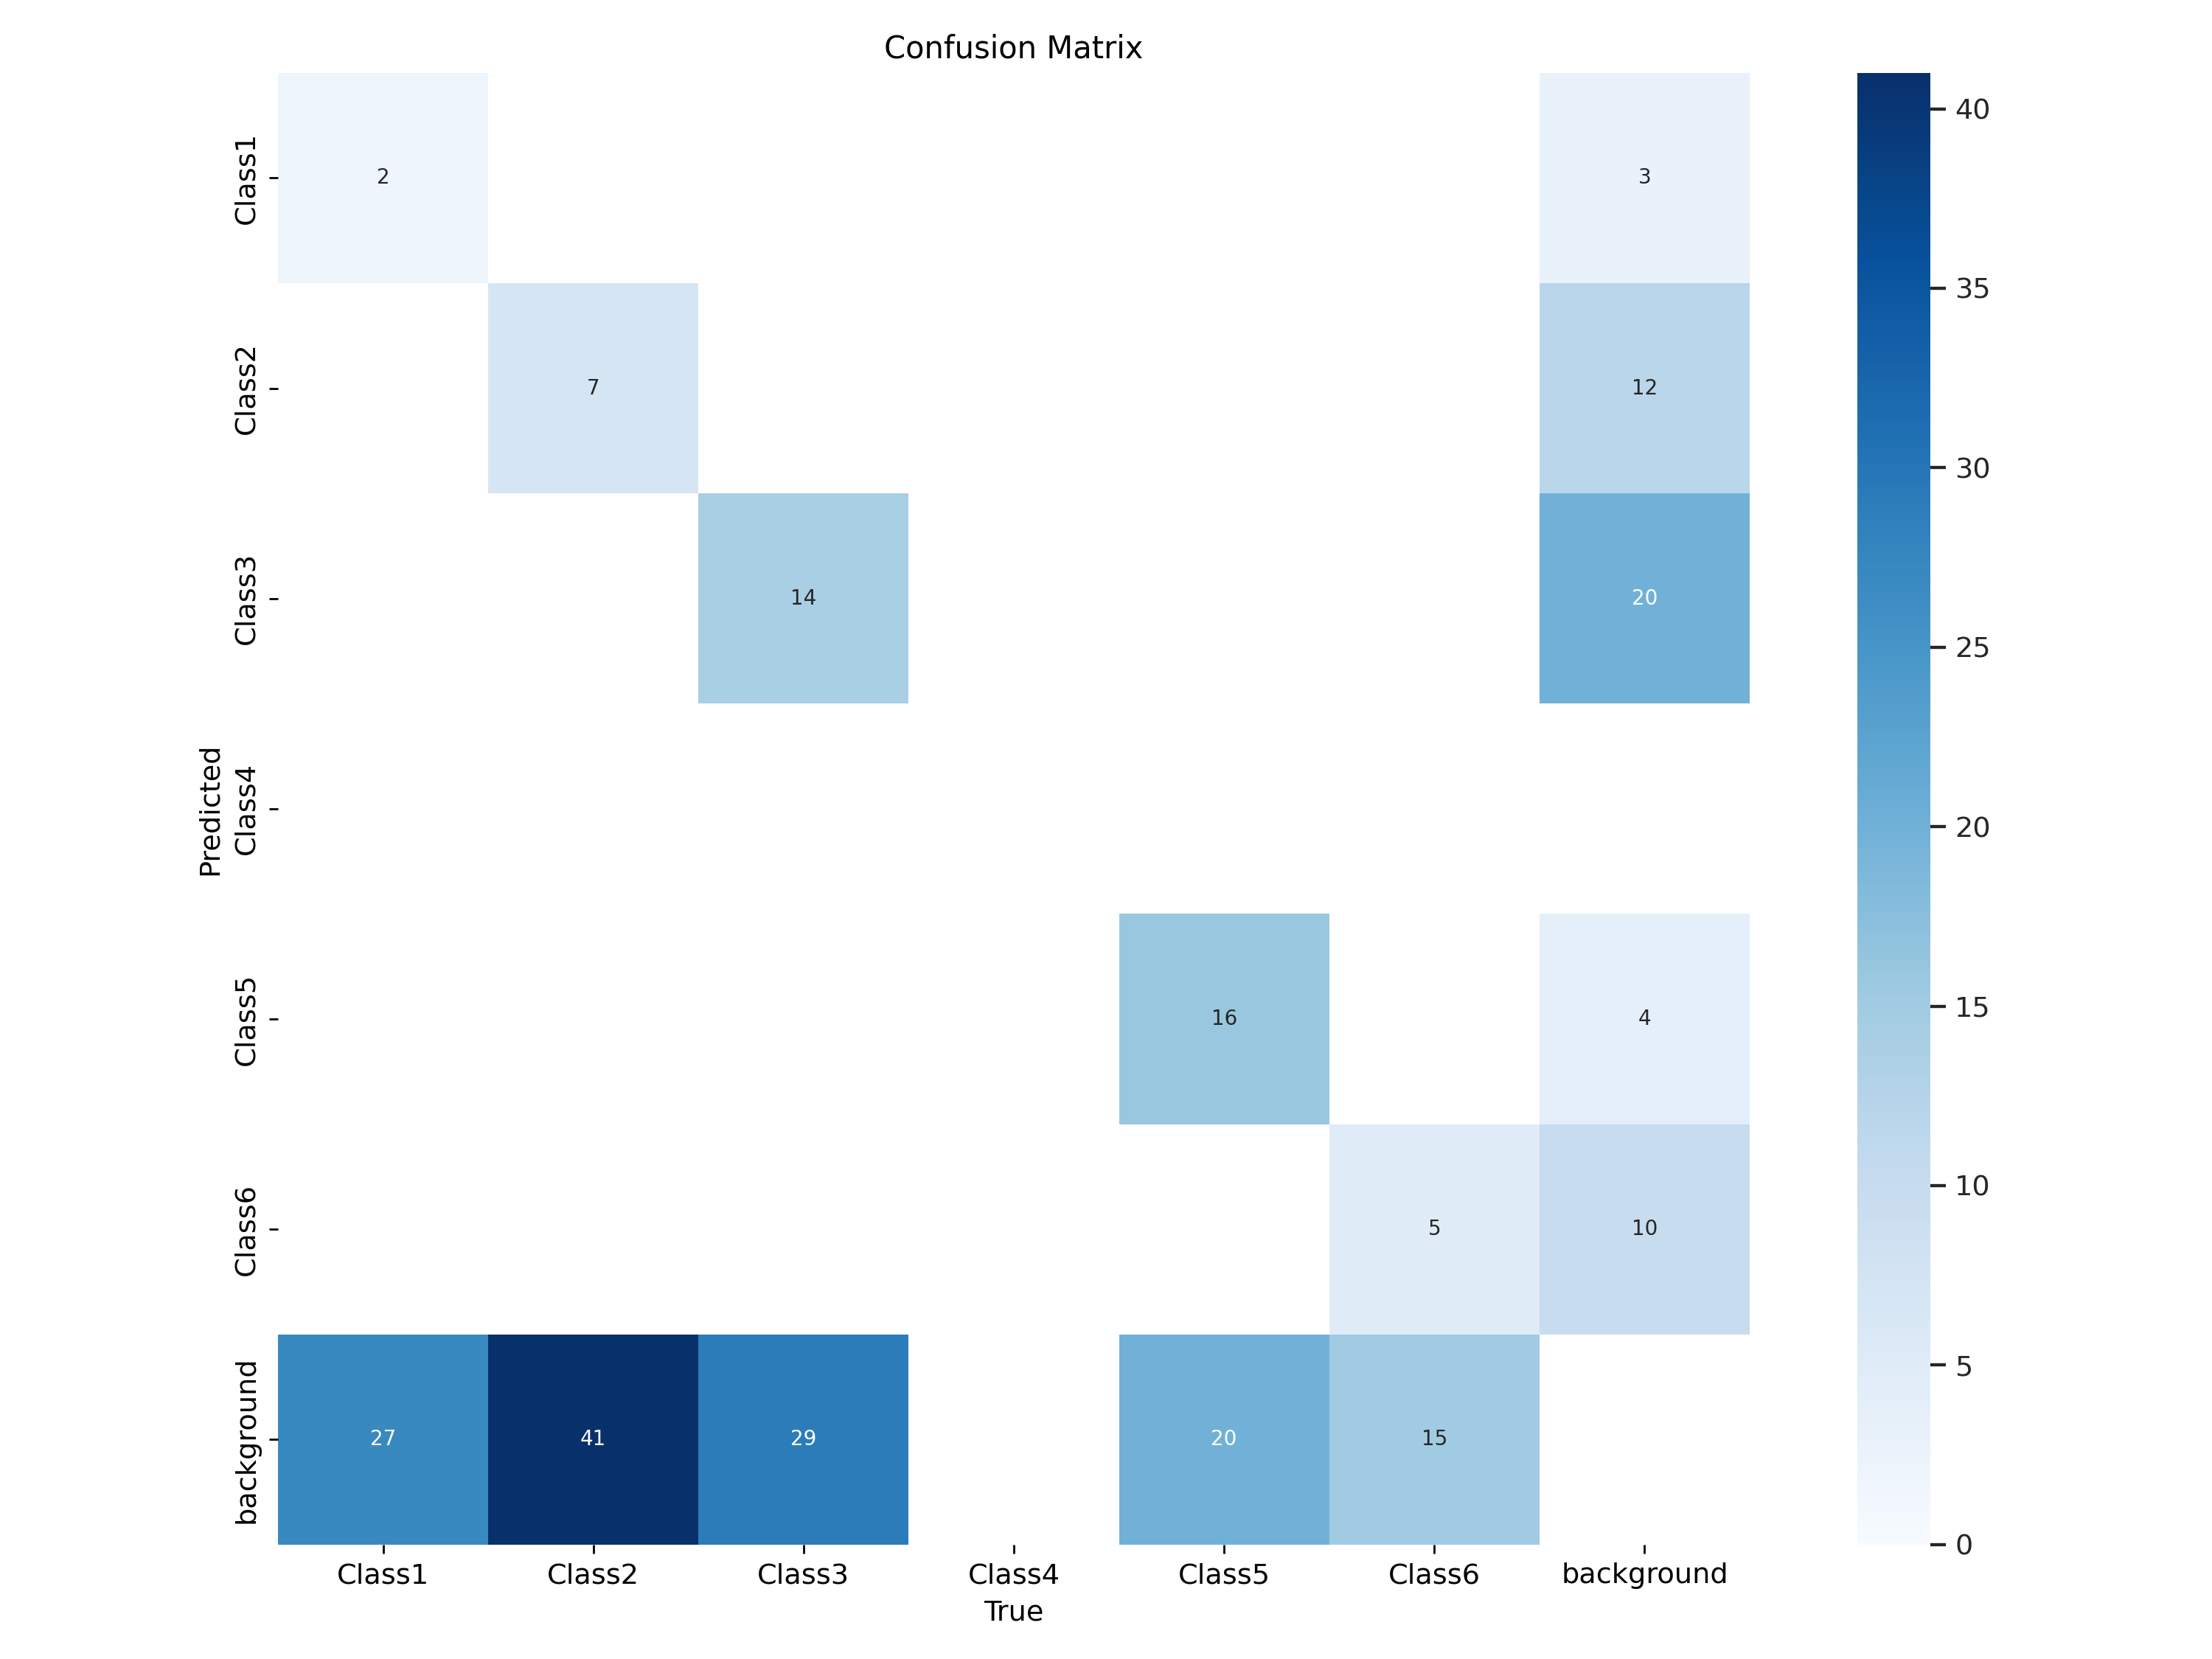 Confusion Matrix
Predicted
Class1
2
3
Class2
7
12
Class3
14
20
Class4
Class5
16
4
Class6
5
10
background
27
41
29
20
15
Class1
Class2
Class3
Class4
Class5
Class6
background
True
40
35
30
25
20
15
10
5
0